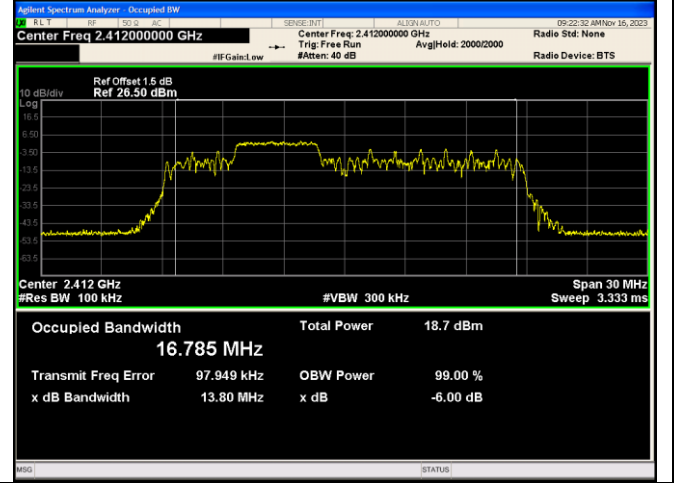 Agilent Spectrum Analyzer - Occupied BW
RLT RF 50 Ω AC SENSE:INT ALIGN AUTO 09:22:32 AM Nov 16, 2023
Center Freq 2.412000000 GHz Center Freq: 2.412000000 GHz Radio Std: None
Trig: Free Run Avg|Hold: 2000/2000
#IFGain:Low #Atten: 40 dB Radio Device: BTS
Ref Offset 1.5 dB
10 dB/div Ref 26.50 dBm
Log
16.5
6.50
-3.50
-13.5
-23.5
-33.5
-43.5
-53.5
-63.5
Center 2.412 GHz Span 30 MHz
#Res BW 100 kHz #VBW 300 kHz Sweep 3.333 ms
Occupied Bandwidth Total Power 18.7 dBm
16.785 MHz
Transmit Freq Error 97.949 kHz OBW Power 99.00 %
x dB Bandwidth 13.80 MHz x dB -6.00 dB
MSG STATUS